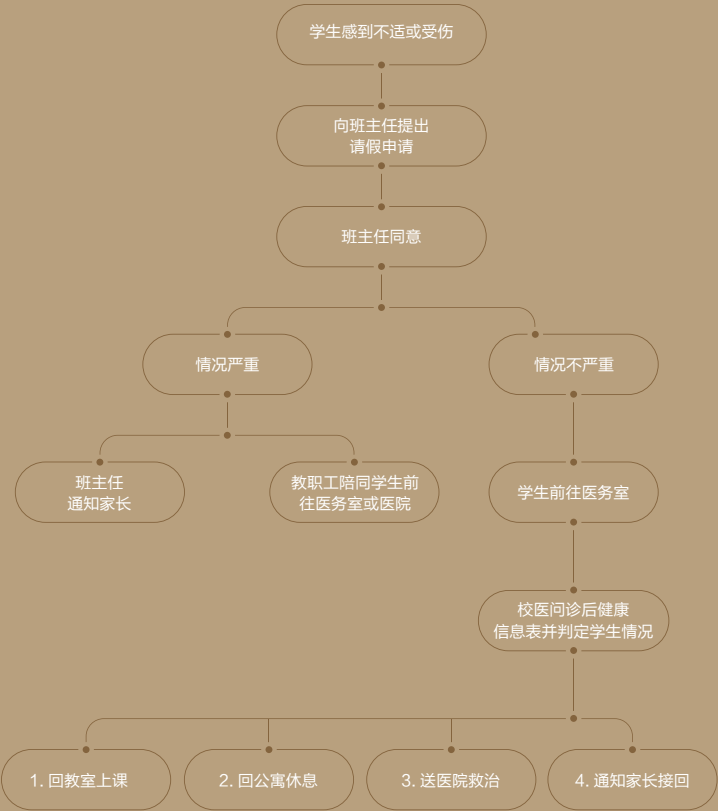 学生感到不适或受伤
向班主任提出
请假申请
班主任同意
情况严重
情况不严重
班主任
通知家长
教职工陪同学生前
往医务室或医院
学生前往医务室
校医问诊后健康
信息表并判定学生情况
1. 回教室上课
2. 回公寓休息
3. 送医院救治
4. 通知家长接回